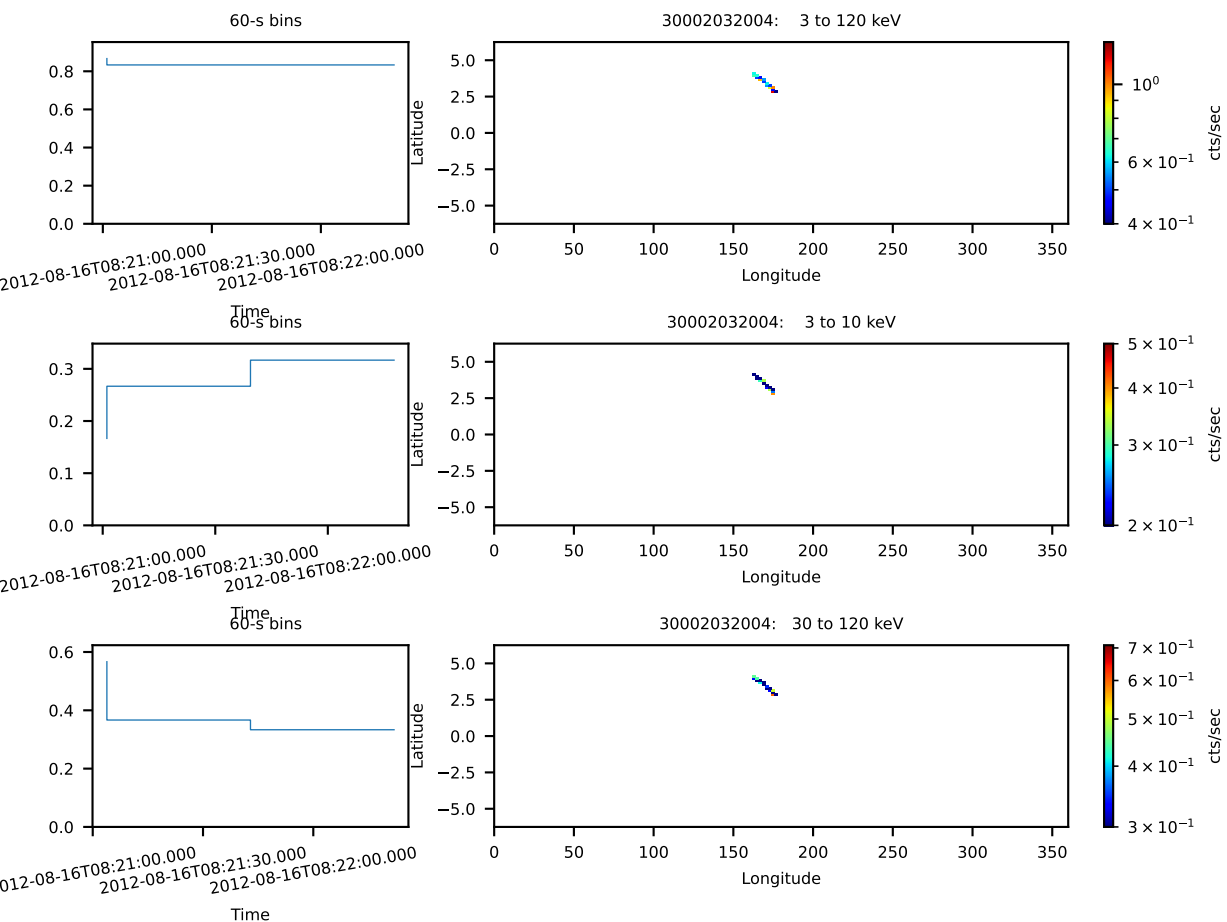 60-s bins
30002032004: 3 to 120 keV
0.8
0.6
0.4
0.2
0.0
Latitude
5.0
2.5
0.0
−2.5
−5.0
10⁰
6 × 10⁻¹
4 × 10⁻¹
cts/sec
2012-08-16T08:21:00.000
2012-08-16T08:21:30.000
2012-08-16T08:22:00.000
Time
0 50 100 150 200 250 300 350
Longitude
60-s bins
30002032004: 3 to 10 keV
0.3
0.2
0.1
0.0
Latitude
5.0
2.5
0.0
−2.5
−5.0
5 × 10⁻¹
4 × 10⁻¹
3 × 10⁻¹
2 × 10⁻¹
cts/sec
2012-08-16T08:21:00.000
2012-08-16T08:21:30.000
2012-08-16T08:22:00.000
Time
0 50 100 150 200 250 300 350
Longitude
60-s bins
30002032004: 30 to 120 keV
0.6
0.4
0.2
0.0
Latitude
5.0
2.5
0.0
−2.5
−5.0
7 × 10⁻¹
6 × 10⁻¹
5 × 10⁻¹
4 × 10⁻¹
3 × 10⁻¹
cts/sec
012-08-16T08:21:00.000
2012-08-16T08:21:30.000
2012-08-16T08:22:00.000
Time
0 50 100 150 200 250 300 350
Longitude